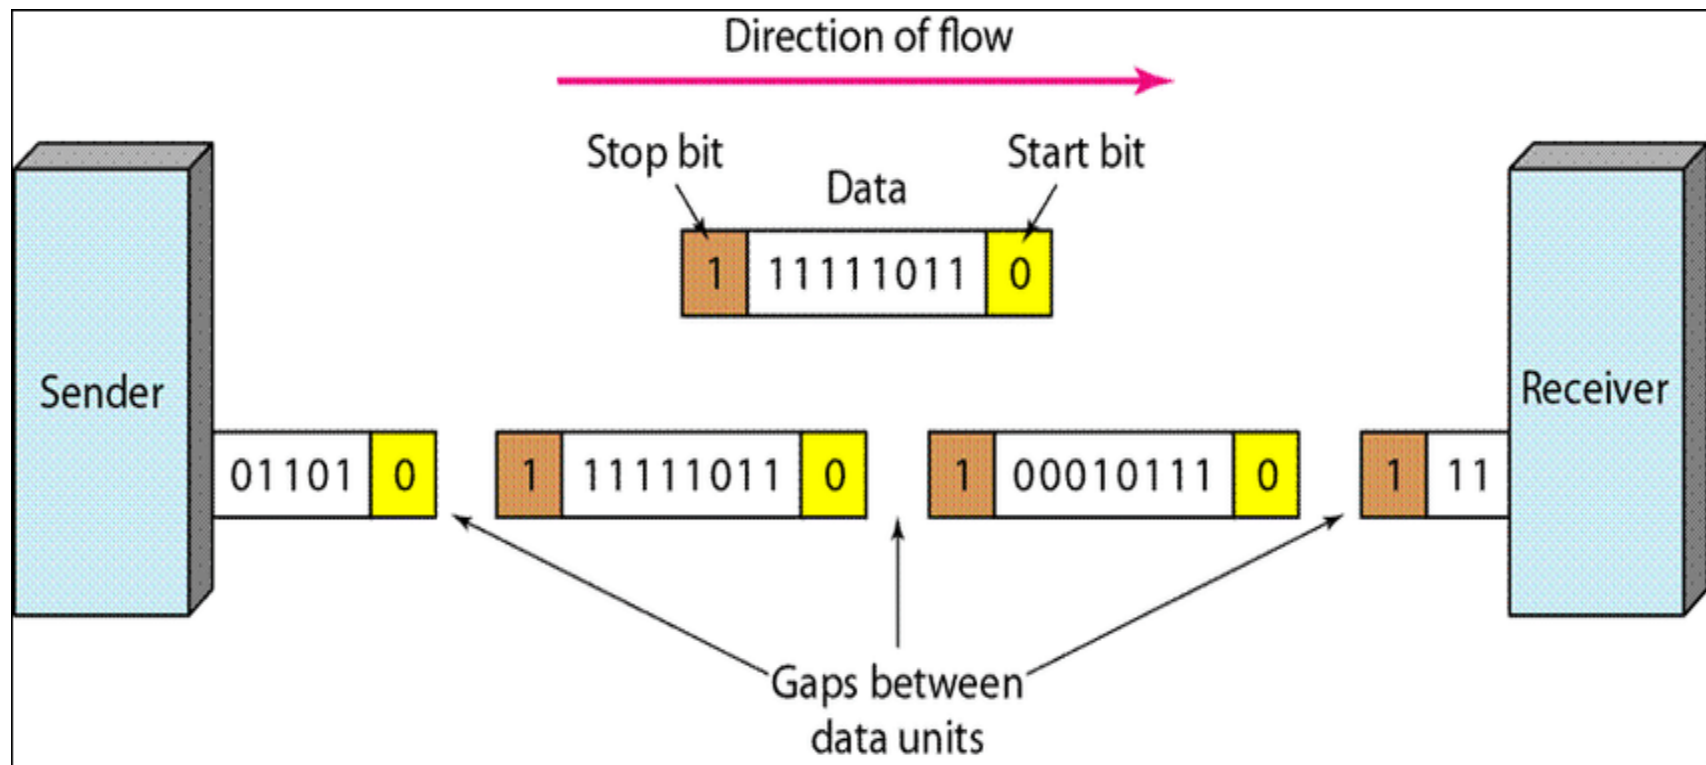 Direction of flow
Stop bit
Start bit
Data
1 11111011 0
Sender
Receiver
01101 0 1 11111011 0 1 00010111 0 1 11
Gaps between
data units